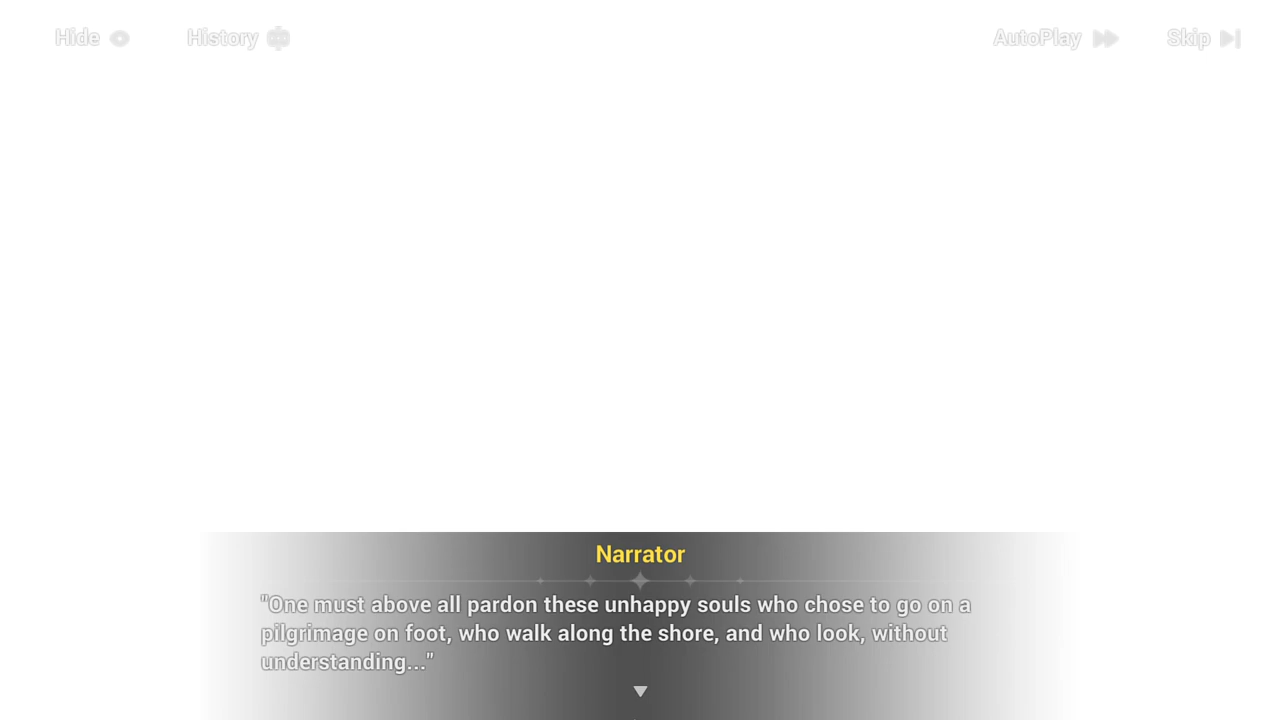 Hide
History
AutoPlay
Skip
Narrator
"One must above all pardon these unhappy souls who chose to go on a
pilgrimage on foot, who walk along the shore, and who look, without
understanding..."